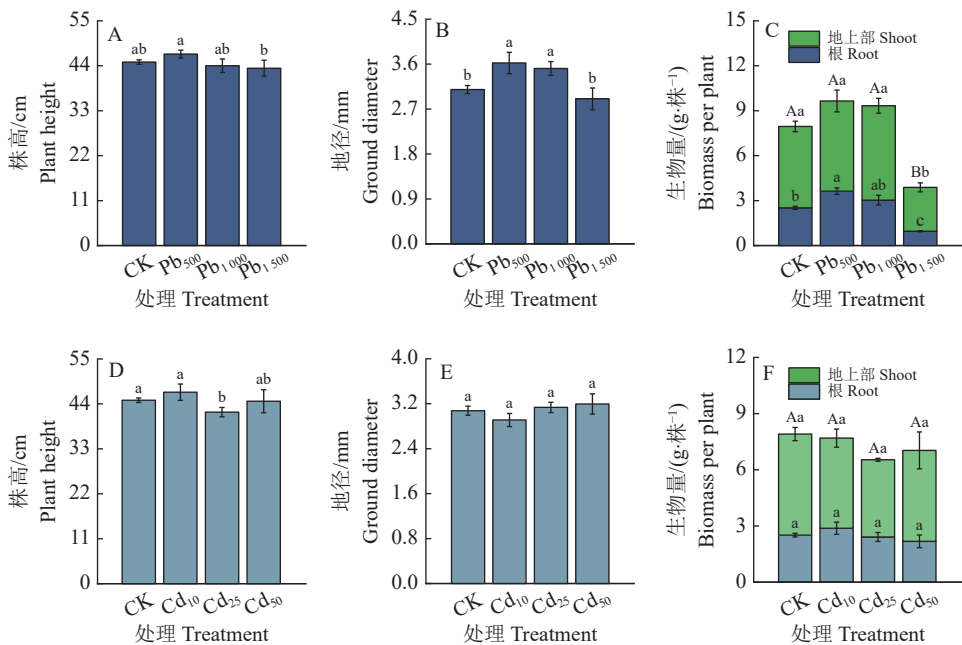 A
55
44
33
22
11
0
株高/cm
Plant height
ab
a
ab
b
CK
Pb₅₀₀
Pb₁ ₀₀₀
Pb₁ ₅₀₀
处理 Treatment
B
4.5
3.6
2.7
1.8
0.9
0.0
地径/mm
Ground diameter
b
a
a
b
CK
Pb₅₀₀
Pb₁ ₀₀₀
Pb₁ ₅₀₀
处理 Treatment
C
地上部 Shoot
根 Root
15
12
9
6
3
0
生物量/(g·株⁻¹)
Biomass per plant
Aa
Aa
Aa
Bb
b
a
ab
c
CK
Pb₅₀₀
Pb₁ ₀₀₀
Pb₁ ₅₀₀
处理 Treatment
D
55
44
33
22
11
0
株高/cm
Plant height
a
a
b
ab
CK
Cd₁₀
Cd₂₅
Cd₅₀
处理 Treatment
E
4.0
3.2
2.4
1.6
0.8
0.0
地径/mm
Ground diameter
a
a
a
a
CK
Cd₁₀
Cd₂₅
Cd₅₀
处理 Treatment
F
地上部 Shoot
根 Root
12
9
6
3
0
生物量/(g·株⁻¹)
Biomass per plant
Aa
Aa
Aa
Aa
a
a
a
a
CK
Cd₁₀
Cd₂₅
Cd₅₀
处理 Treatment